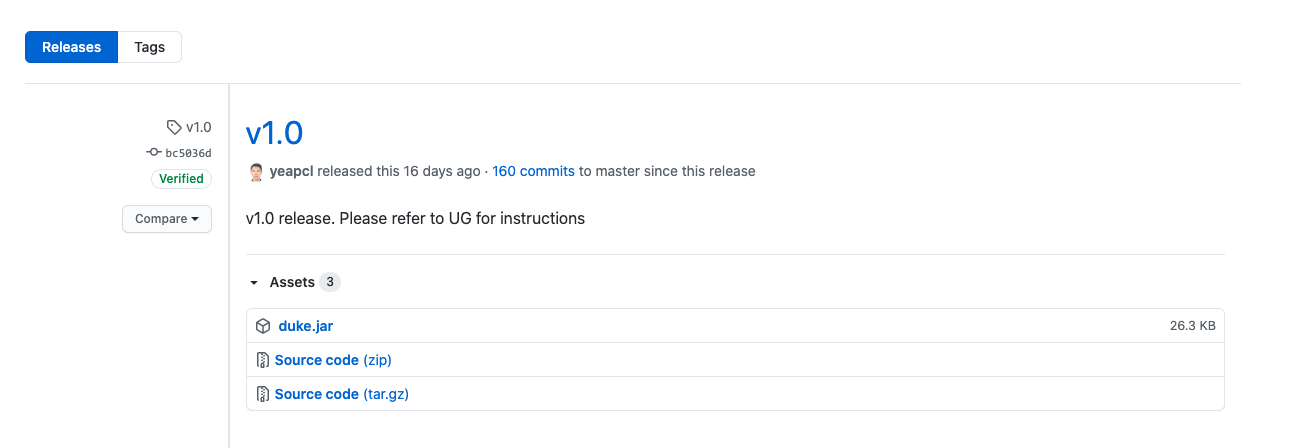 Releases Tags
v1.0
bc5036d
Verified
Compare
v1.0
yeapcl released this 16 days ago · 160 commits to master since this release
v1.0 release. Please refer to UG for instructions
Assets 3
duke.jar 26.3 KB
Source code (zip)
Source code (tar.gz)